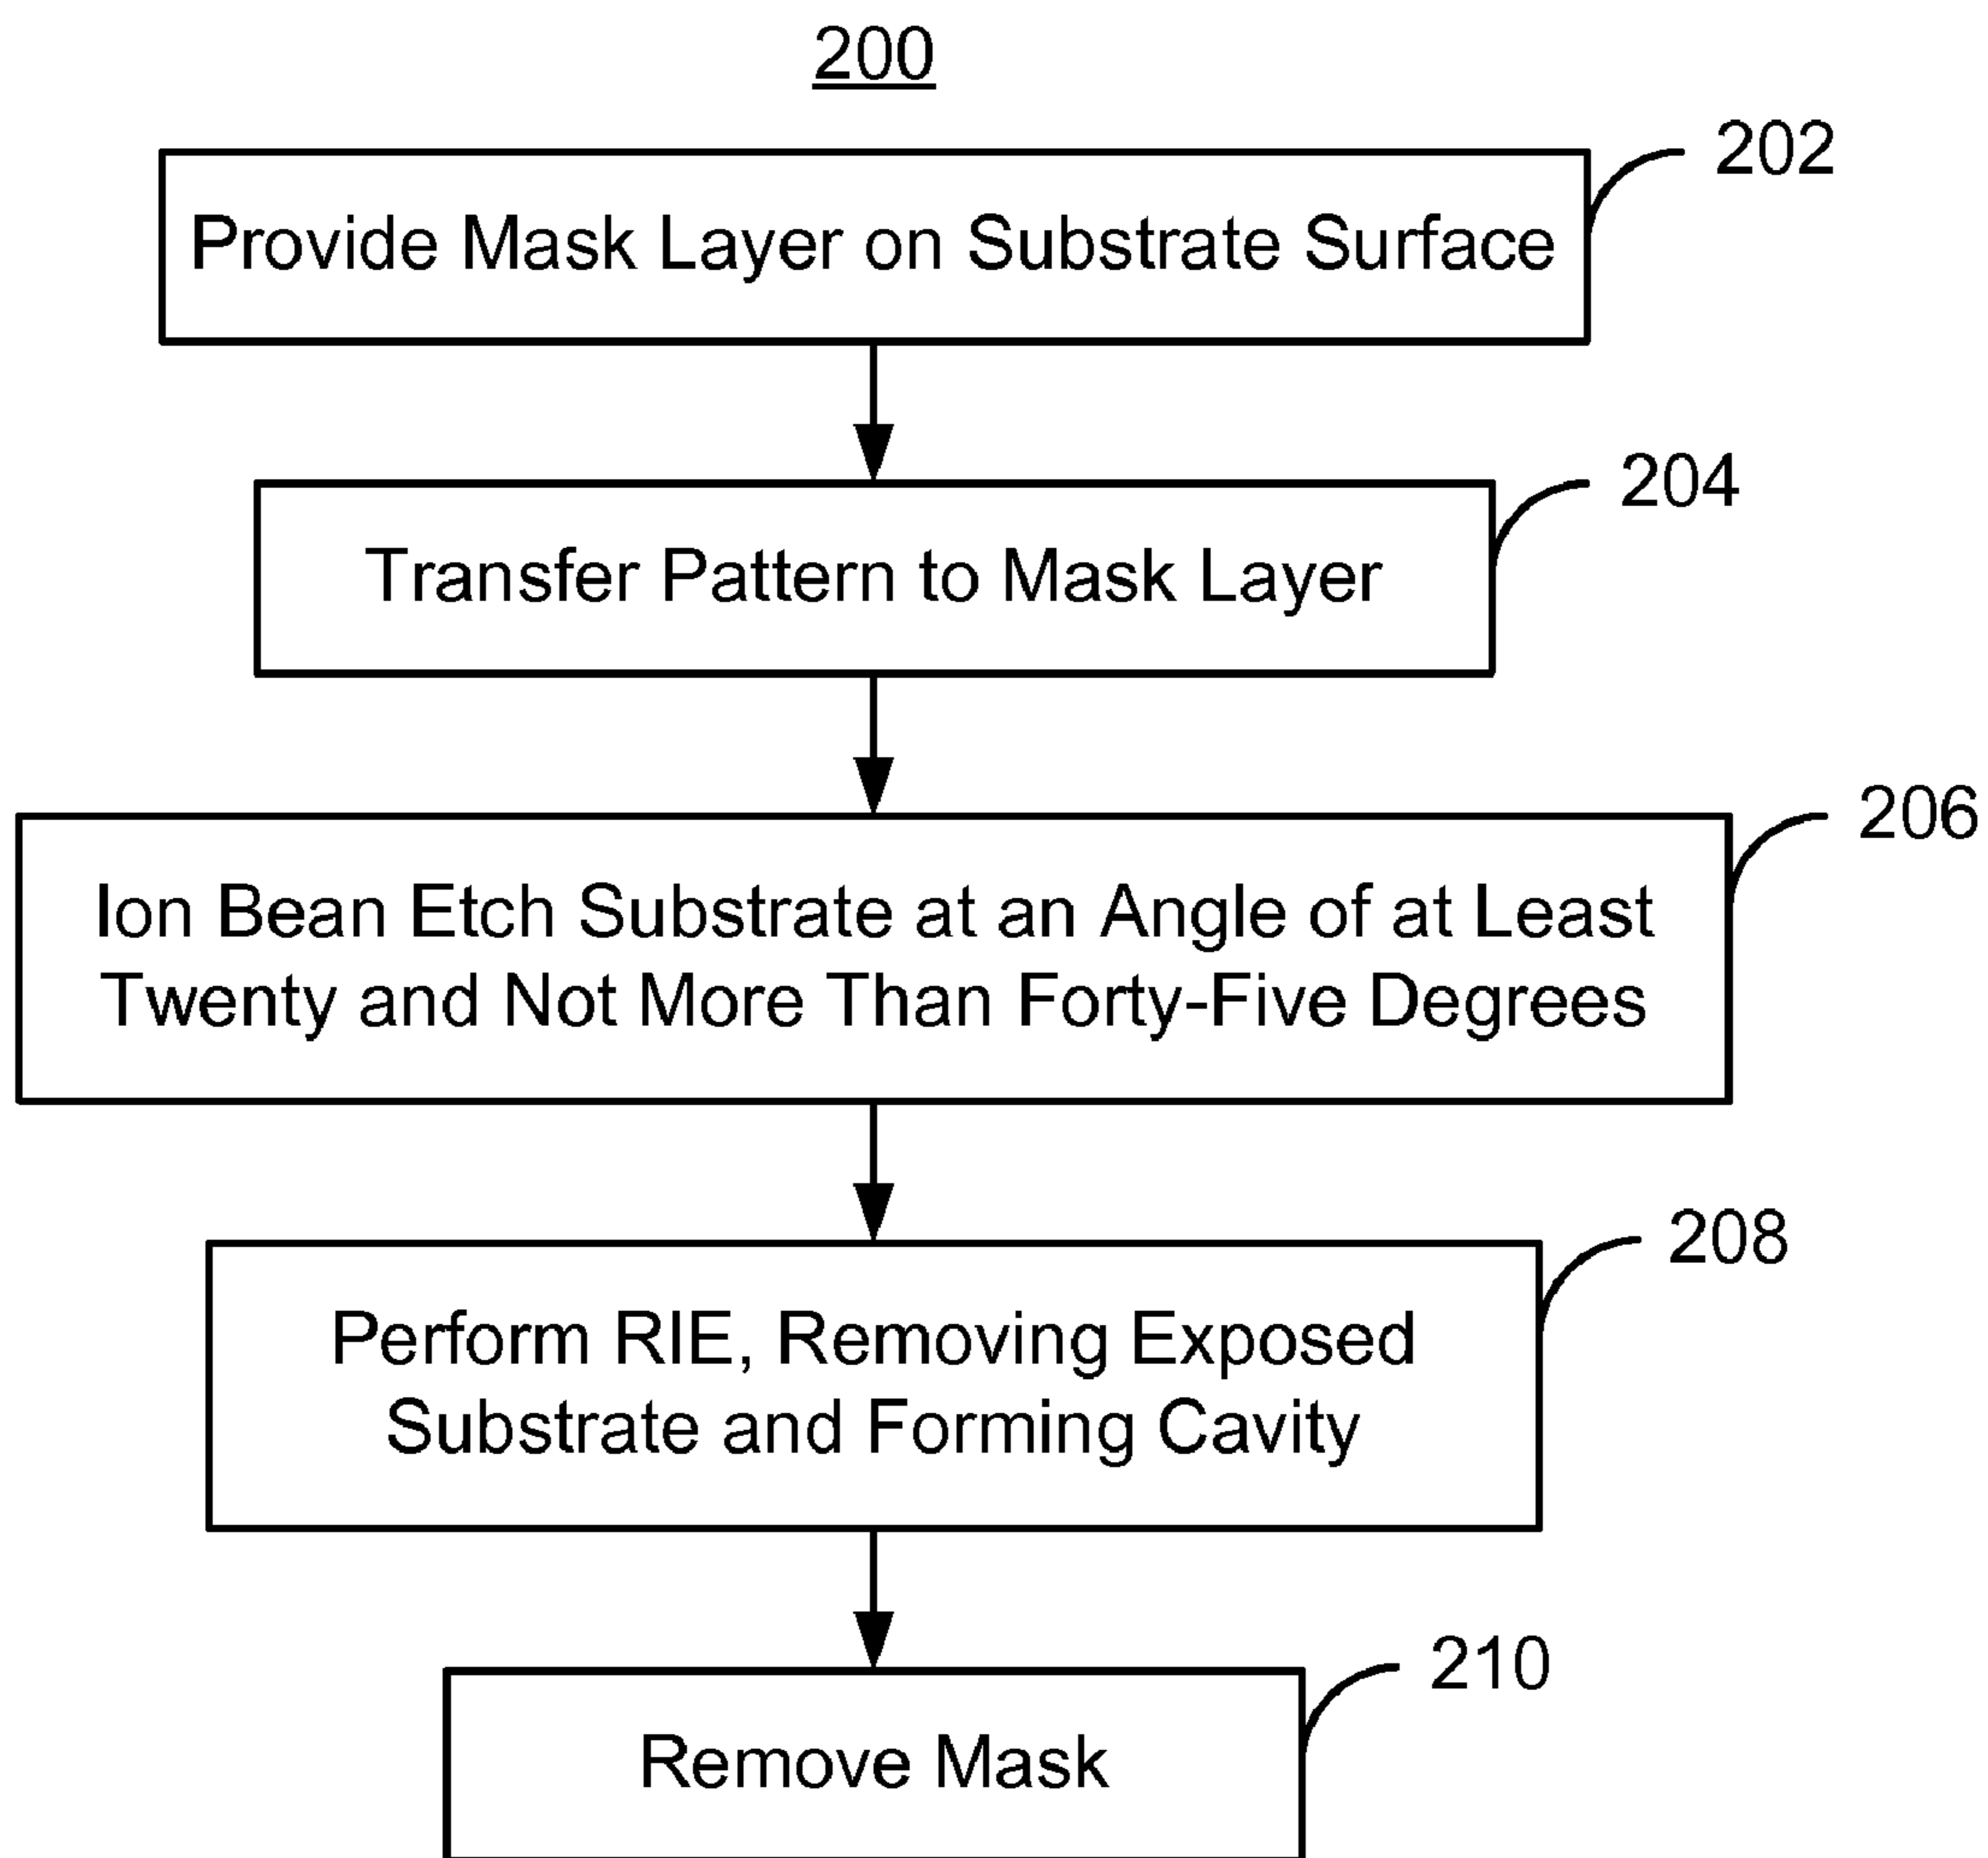 200
202
Provide Mask Layer on Substrate Surface
204
Transfer Pattern to Mask Layer
206
Ion Bean Etch Substrate at an Angle of at Least
Twenty and Not More Than Forty-Five Degrees
208
Perform RIE, Removing Exposed
Substrate and Forming Cavity
210
Remove Mask